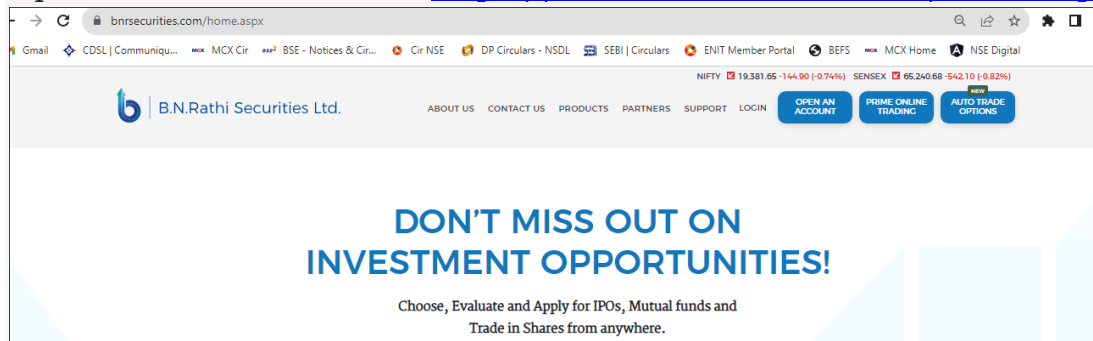 bnrsecurities.com/home.aspx
Gmail CDSL | Communiqu... MCX Cir BSE - Notices & Cir... Cir NSE DP Circulars - NSDL SEBI | Circulars ENIT Member Portal BEFS MCX Home NSE Digital
NIFTY 19,381.65 -144.90 (-0.74%) SENSEX 65,240.68 -542.10 (-0.82%)
B.N.Rathi Securities Ltd. ABOUT US CONTACT US PRODUCTS PARTNERS SUPPORT LOGIN
OPEN AN
ACCOUNT
PRIME ONLINE
TRADING
NEW
AUTO TRADE
OPTIONS
DON'T MISS OUT ON
INVESTMENT OPPORTUNITIES!
Choose, Evaluate and Apply for IPOs, Mutual funds and
Trade in Shares from anywhere.